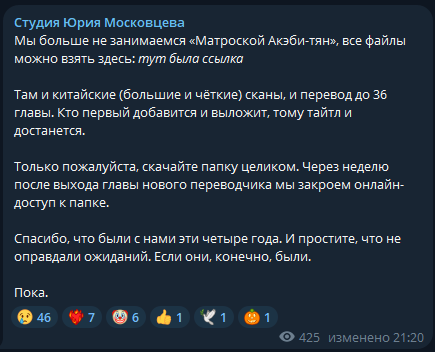 Студия Юрия Московцева
Мы больше не занимаемся «Матроской Акэби-тян», все файлы
можно взять здесь: тут была ссылка
Там и китайские (большие и чёткие) сканы, и перевод до 36
главы. Кто первый добавится и выложит, тому тайтл и
достанется.
Только пожалуйста, скачайте папку целиком. Через неделю
после выхода главы нового переводчика мы закроем онлайн-
доступ к папке.
Спасибо, что были с нами эти четыре года. И простите, что не
оправдали ожиданий. Если они, конечно, были.
Пока.
46 7 6 1 1 1
425 изменено 21:20